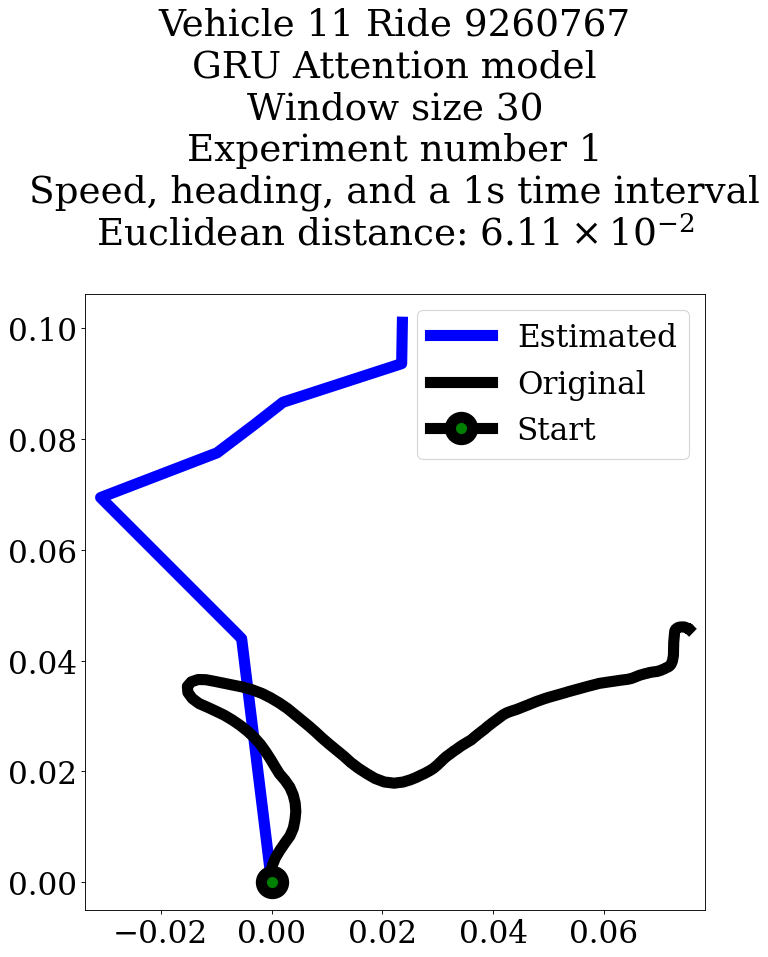 Vehicle 11 Ride 9260767
GRU Attention model
Window size 30
Experiment number 1
Speed, heading, and a 1s time interval
Euclidean distance: 6.11 × 10⁻²
Estimated
Original
Start
0.10
0.08
0.06
0.04
0.02
0.00
−0.02 0.00 0.02 0.04 0.06